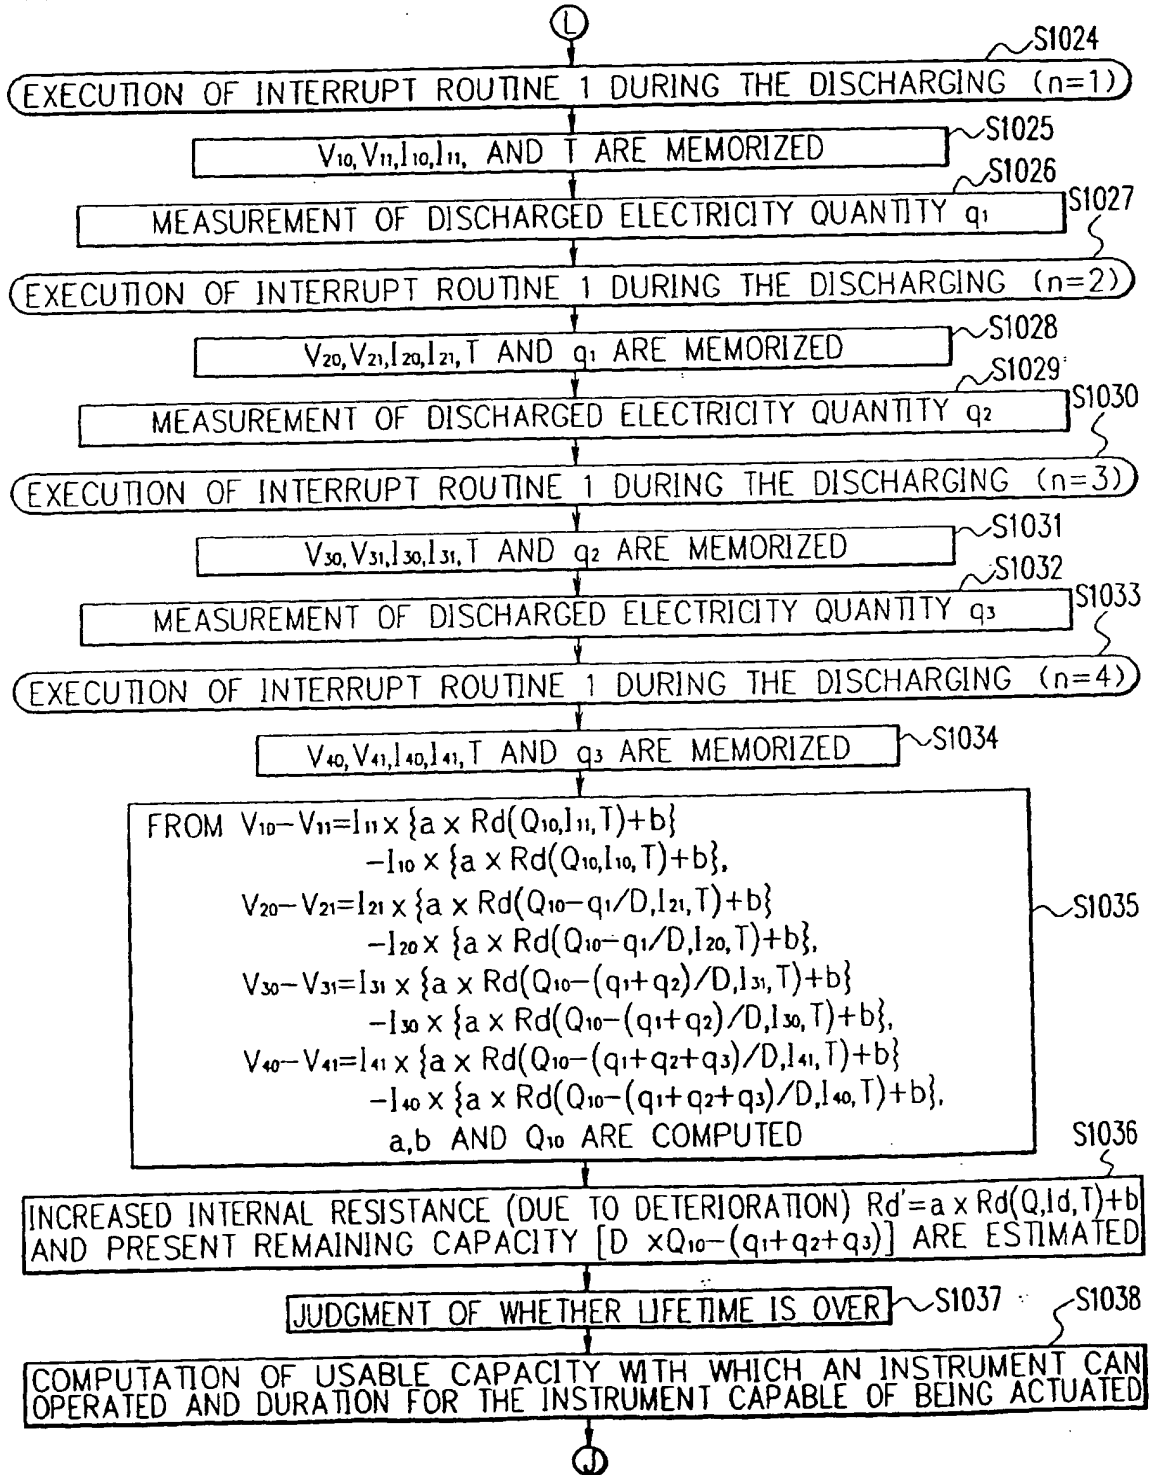 L
S1024
EXECUTION OF INTERRUPT ROUTINE 1 DURING THE DISCHARGING (n=1)
S1025
V10,V11,I10,I11, AND T ARE MEMORIZED
S1026
MEASUREMENT OF DISCHARGED ELECTRICITY QUANTITY q1
S1027
EXECUTION OF INTERRUPT ROUTINE 1 DURING THE DISCHARGING (n=2)
S1028
V20,V21,I20,I21,T AND q1 ARE MEMORIZED
S1029
MEASUREMENT OF DISCHARGED ELECTRICITY QUANTITY q2
S1030
EXECUTION OF INTERRUPT ROUTINE 1 DURING THE DISCHARGING (n=3)
S1031
V30,V31,I30,I31,T AND q2 ARE MEMORIZED
S1032
MEASUREMENT OF DISCHARGED ELECTRICITY QUANTITY q3
S1033
EXECUTION OF INTERRUPT ROUTINE 1 DURING THE DISCHARGING (n=4)
S1034
V40,V41,I40,I41,T AND q3 ARE MEMORIZED
FROM V10-V11=I11 x {a x Rd(Q10,I11,T)+b}
-I10 x {a x Rd(Q10,I10,T)+b},
V20-V21=I21 x {a x Rd(Q10-q1/D,I21,T)+b}
-I20 x {a x Rd(Q10-q1/D,I20,T)+b},
V30-V31=I31 x {a x Rd(Q10-(q1+q2)/D,I31,T)+b}
-I30 x {a x Rd(Q10-(q1+q2)/D,I30,T)+b},
V40-V41=I41 x {a x Rd(Q10-(q1+q2+q3)/D,I41,T)+b}
-I40 x {a x Rd(Q10-(q1+q2+q3)/D,I40,T)+b},
a,b AND Q10 ARE COMPUTED
S1035
S1036
INCREASED INTERNAL RESISTANCE (DUE TO DETERIORATION) Rd'=a x Rd(Q,Id,T)+b
AND PRESENT REMAINING CAPACITY [D xQ10-(q1+q2+q3)] ARE ESTIMATED
JUDGMENT OF WHETHER LIFETIME IS OVER
S1037
S1038
COMPUTATION OF USABLE CAPACITY WITH WHICH AN INSTRUMENT CAN
OPERATED AND DURATION FOR THE INSTRUMENT CAPABLE OF BEING ACTUATED
J